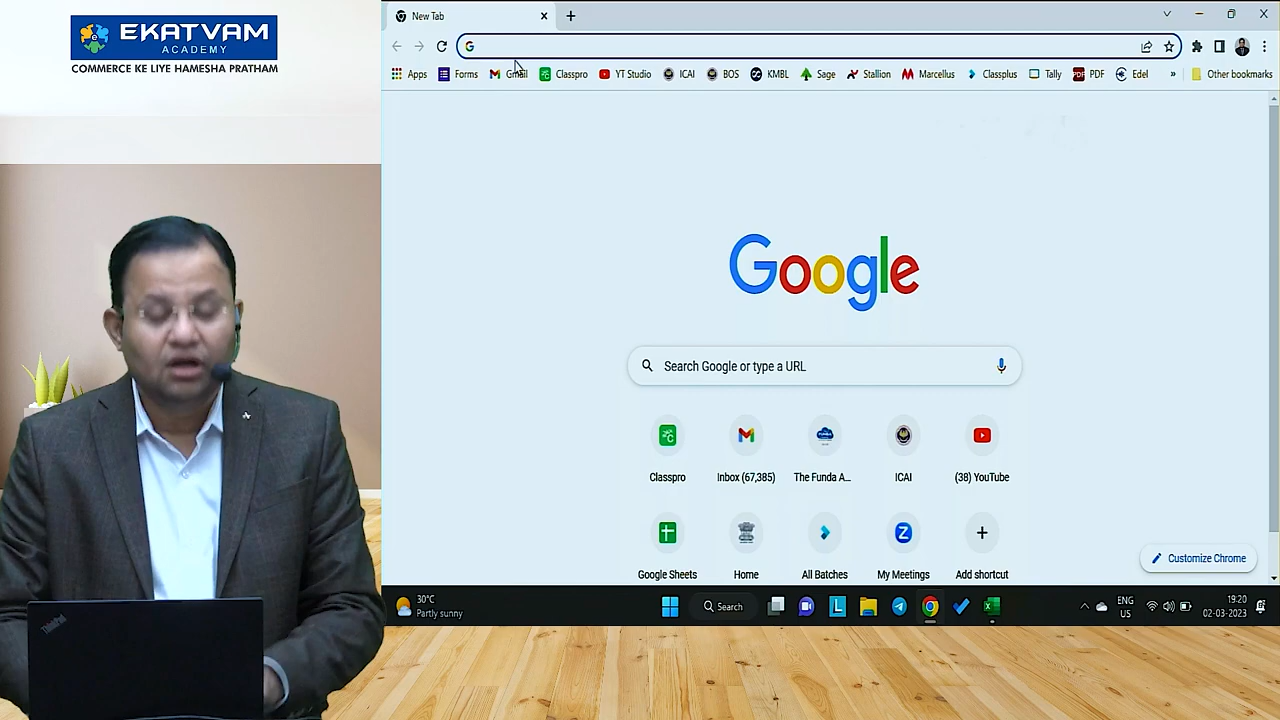 EKATVAM
ACADEMY
COMMERCE KE LIYE HAMESHA PRATHAM
New Tab
G
Apps Forms Gmail Classpro YT Studio ICAI BOS KMBL Sage Stallion Marcellus Classplus Tally PDF PDF Edel » Other bookmarks
Google
Search Google or type a URL
Classpro Inbox (67,385) The Funda A... ICAI (38) YouTube
Google Sheets Home All Batches My Meetings Add shortcut
Customize Chrome
30°C
Partly sunny
Search
ENG
US
19:20
02-03-2023
ThinkPad